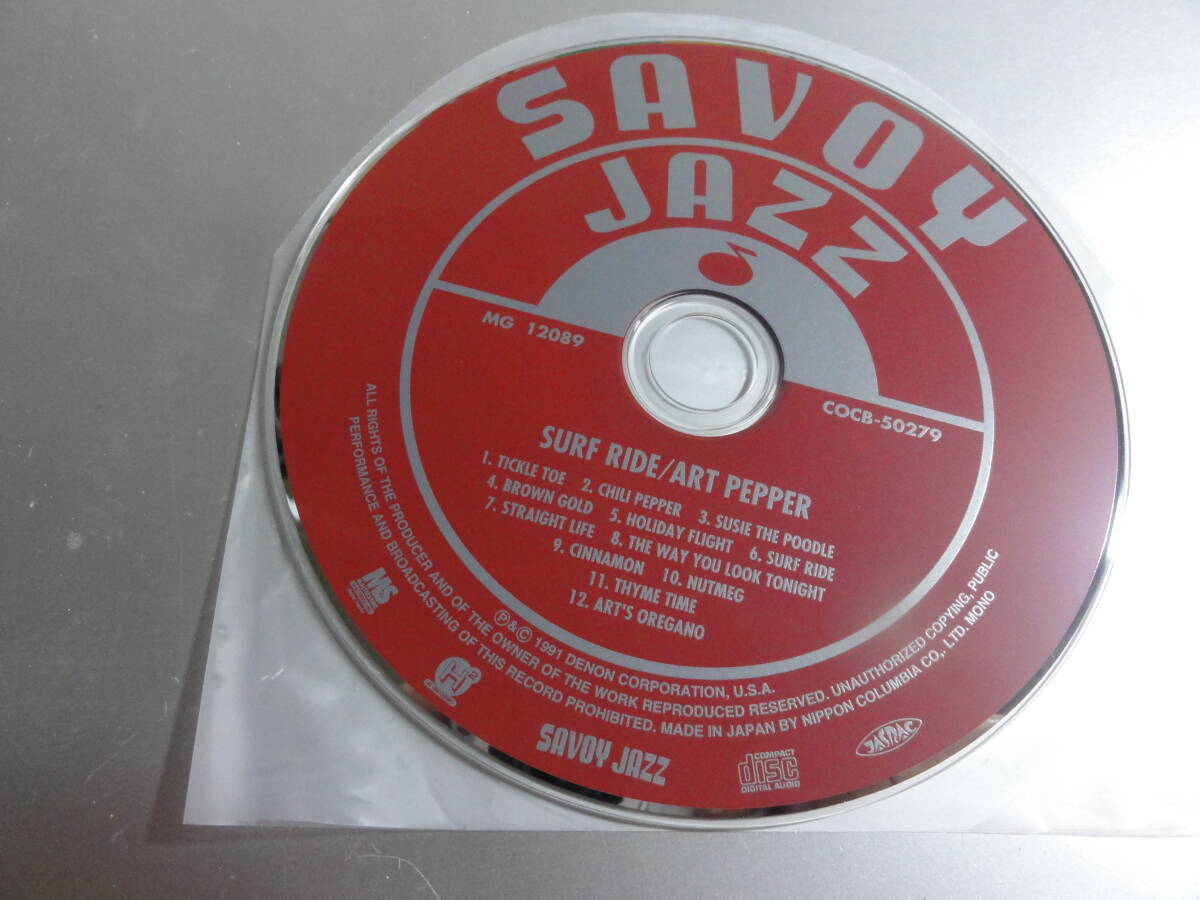 SAVOY
JAZZ
MG 12089
COCB-50279
SURF RIDE/ART PEPPER
1. TICKLE TOE 2. CHILI PEPPER 3. SUSIE THE POODLE
4. BROWN GOLD 5. HOLIDAY FLIGHT 6. SURF RIDE
7. STRAIGHT LIFE 8. THE WAY YOU LOOK TONIGHT
9. CINNAMON 10. NUTMEG
11. THYME TIME
12. ART'S OREGANO
℗&© 1991 DENON CORPORATION, U.S.A.
ALL RIGHTS OF THE PRODUCER AND OF THE OWNER OF THE WORK REPRODUCED RESERVED. UNAUTHORIZED COPYING, PUBLIC
PERFORMANCE AND BROADCASTING OF THIS RECORD PROHIBITED. MADE IN JAPAN BY NIPPON COLUMBIA CO,. LTD. MONO
MS
H2
SAVOY JAZZ
COMPACT
disc
DIGITAL AUDIO
JASRAC